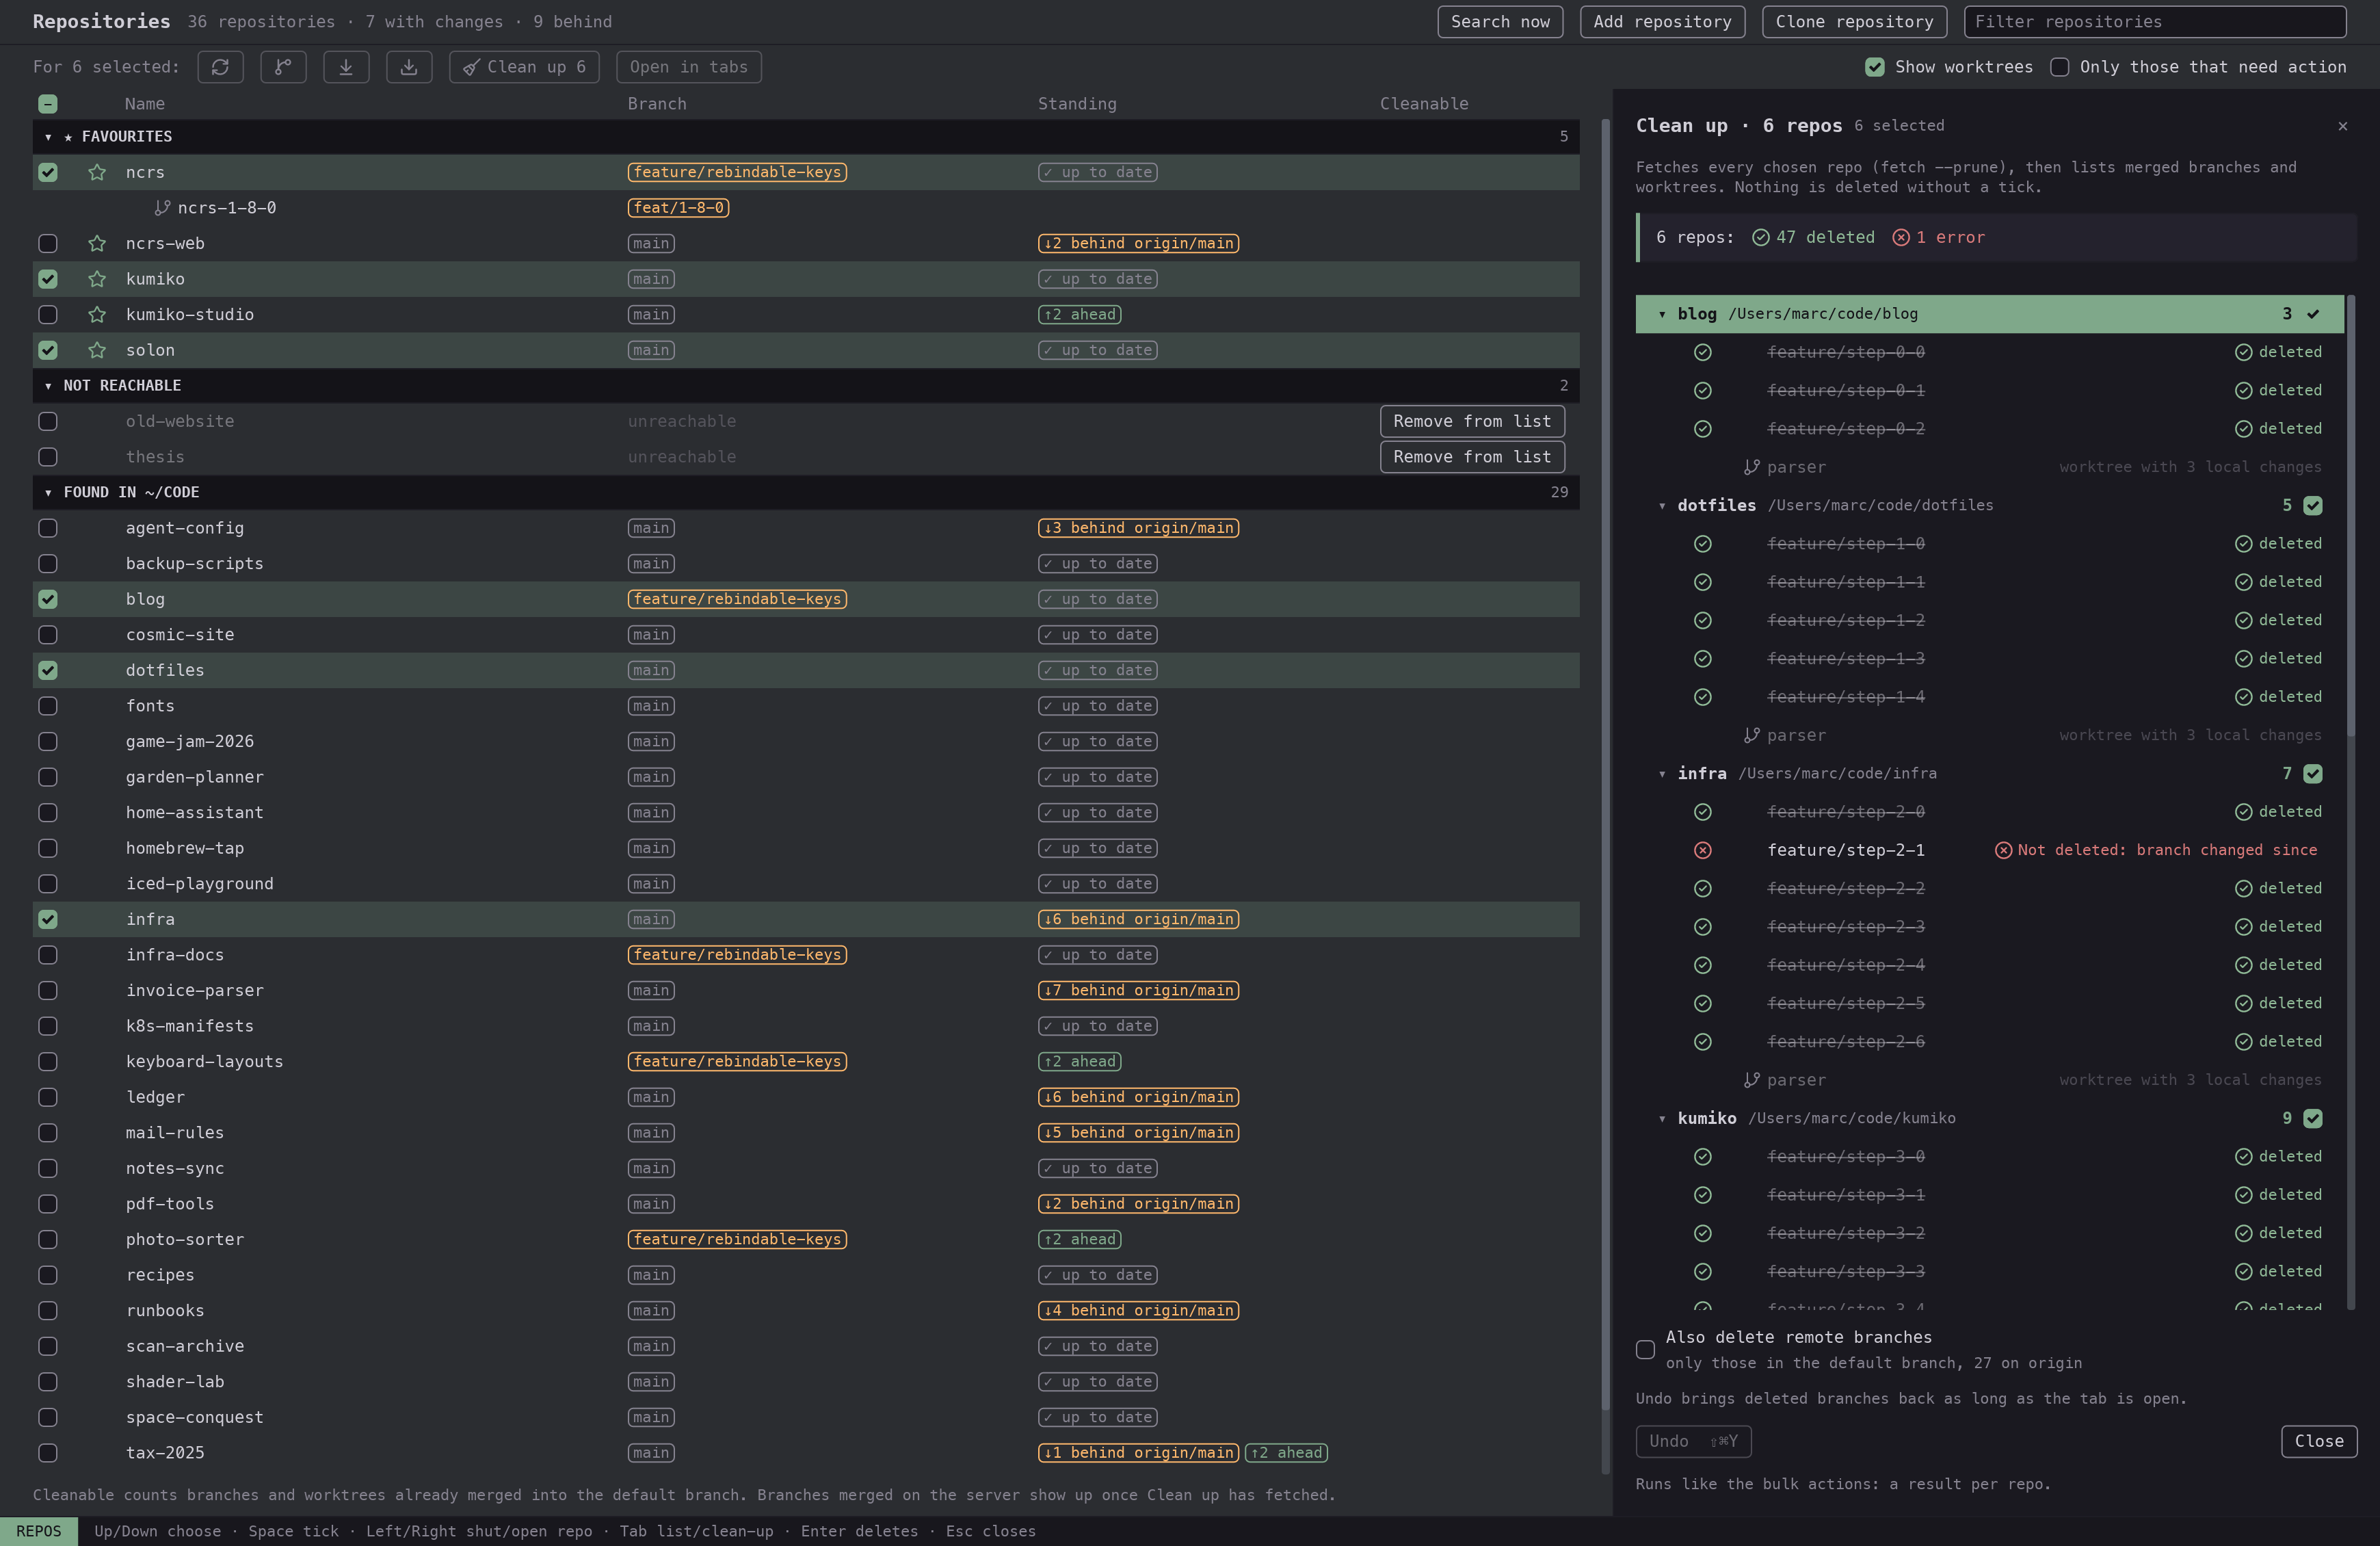 Repositories 36 repositories · 7 with changes · 9 behind Search now Add repository Clone repository Filter repositories
For 6 selected: Clean up 6 Open in tabs Show worktrees Only those that need action
Name Branch Standing Cleanable
▾ ★ FAVOURITES 5
ncrs feature/rebindable-keys ✓ up to date
ncrs-1-8-0 feat/1-8-0
ncrs-web main ↓2 behind origin/main
kumiko main ✓ up to date
kumiko-studio main ↑2 ahead
solon main ✓ up to date
▾ NOT REACHABLE 2
old-website unreachable Remove from list
thesis unreachable Remove from list
▾ FOUND IN ~/CODE 29
agent-config main ↓3 behind origin/main
backup-scripts main ✓ up to date
blog feature/rebindable-keys ✓ up to date
cosmic-site main ✓ up to date
dotfiles main ✓ up to date
fonts main ✓ up to date
game-jam-2026 main ✓ up to date
garden-planner main ✓ up to date
home-assistant main ✓ up to date
homebrew-tap main ✓ up to date
iced-playground main ✓ up to date
infra main ↓6 behind origin/main
infra-docs feature/rebindable-keys ✓ up to date
invoice-parser main ↓7 behind origin/main
k8s-manifests main ✓ up to date
keyboard-layouts feature/rebindable-keys ↑2 ahead
ledger main ↓6 behind origin/main
mail-rules main ↓5 behind origin/main
notes-sync main ✓ up to date
pdf-tools main ↓2 behind origin/main
photo-sorter feature/rebindable-keys ↑2 ahead
recipes main ✓ up to date
runbooks main ↓4 behind origin/main
scan-archive main ✓ up to date
shader-lab main ✓ up to date
space-conquest main ✓ up to date
tax-2025 main ↓1 behind origin/main ↑2 ahead
Cleanable counts branches and worktrees already merged into the default branch. Branches merged on the server show up once Clean up has fetched.
Clean up · 6 repos 6 selected ×
Fetches every chosen repo (fetch --prune), then lists merged branches and
worktrees. Nothing is deleted without a tick.
6 repos: 47 deleted 1 error
▾ blog /Users/marc/code/blog 3
feature/step-0-0 deleted
feature/step-0-1 deleted
feature/step-0-2 deleted
parser worktree with 3 local changes
▾ dotfiles /Users/marc/code/dotfiles 5
feature/step-1-0 deleted
feature/step-1-1 deleted
feature/step-1-2 deleted
feature/step-1-3 deleted
feature/step-1-4 deleted
parser worktree with 3 local changes
▾ infra /Users/marc/code/infra 7
feature/step-2-0 deleted
feature/step-2-1 Not deleted: branch changed since
feature/step-2-2 deleted
feature/step-2-3 deleted
feature/step-2-4 deleted
feature/step-2-5 deleted
feature/step-2-6 deleted
parser worktree with 3 local changes
▾ kumiko /Users/marc/code/kumiko 9
feature/step-3-0 deleted
feature/step-3-1 deleted
feature/step-3-2 deleted
feature/step-3-3 deleted
feature/step-3-4 deleted
Also delete remote branches
only those in the default branch, 27 on origin
Undo brings deleted branches back as long as the tab is open.
Undo ⇧⌘Y Close
Runs like the bulk actions: a result per repo.
REPOS Up/Down choose · Space tick · Left/Right shut/open repo · Tab list/clean-up · Enter deletes · Esc closes